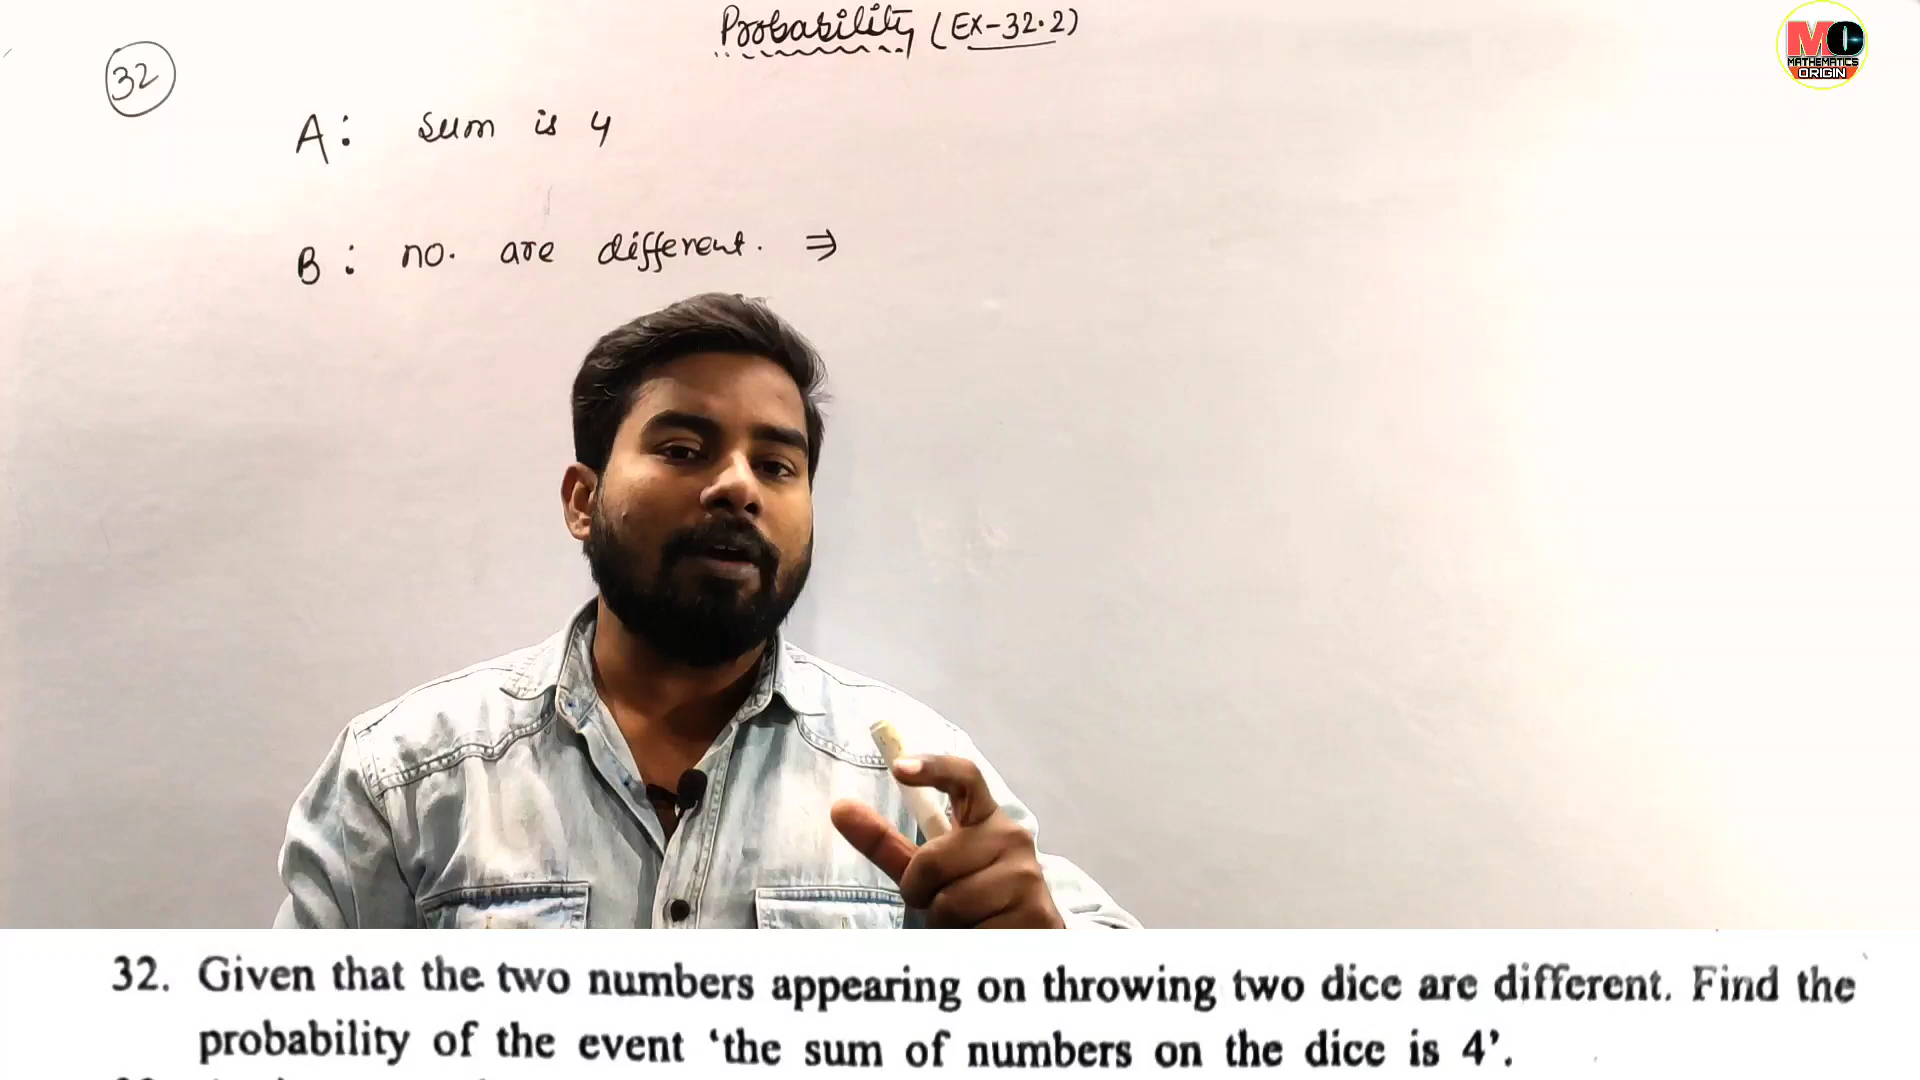 Probability (EX-32.2)
MO
MATHEMATICS
ORIGIN
32
A: sum is 4
B: no. are different. ⇒
32. Given that the two numbers appearing on throwing two dice are different. Find the
probability of the event ‘the sum of numbers on the dice is 4’.